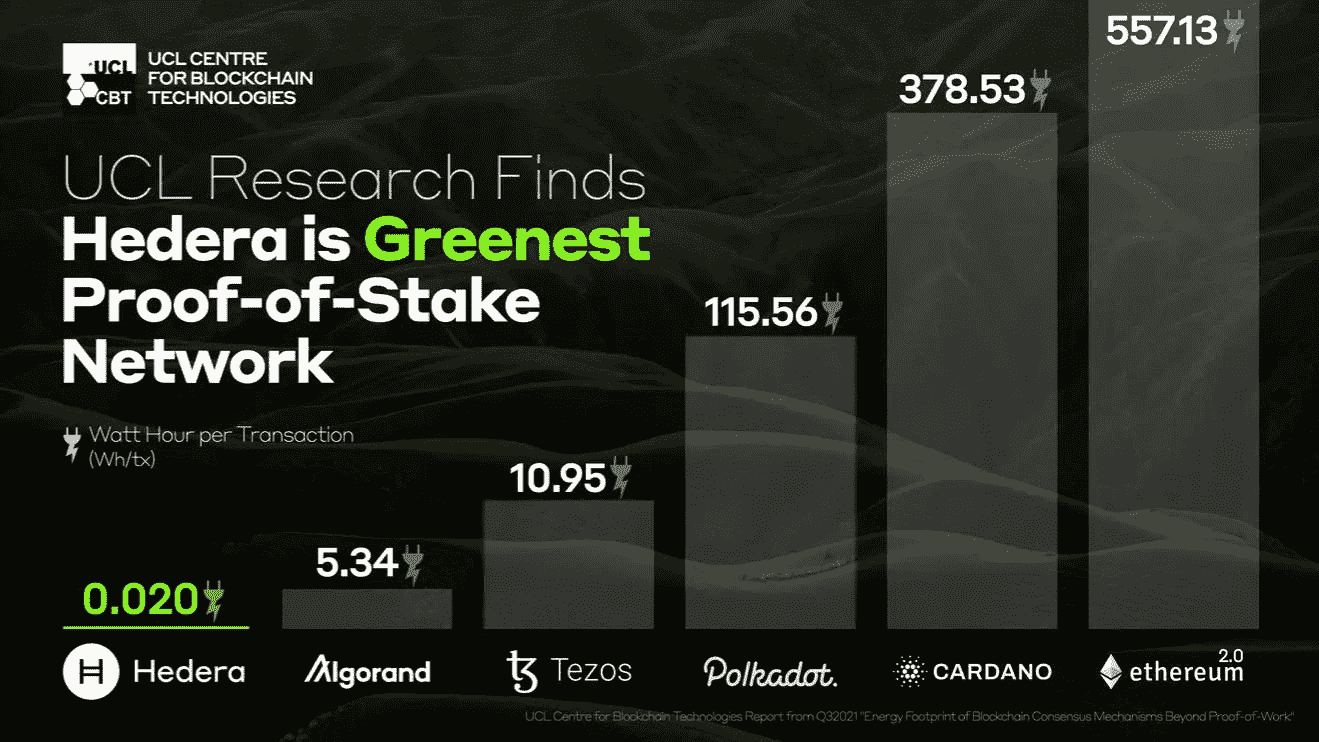 UCL
CBT
UCL CENTRE
FOR BLOCKCHAIN
TECHNOLOGIES
UCL Research Finds
Hedera is Greenest
Proof-of-Stake
Network
Watt Hour per Transaction
(Wh/tx)
0.020
5.34
10.95
115.56
378.53
557.13
H Hedera
Algorand
Tezos
Polkadot.
CARDANO
ethereum 2.0
UCL Centre for Blockchain Technologies Report from Q32021 "Energy Footprint of Blockchain Consensus Mechanisms Beyond Proof-of-Work"